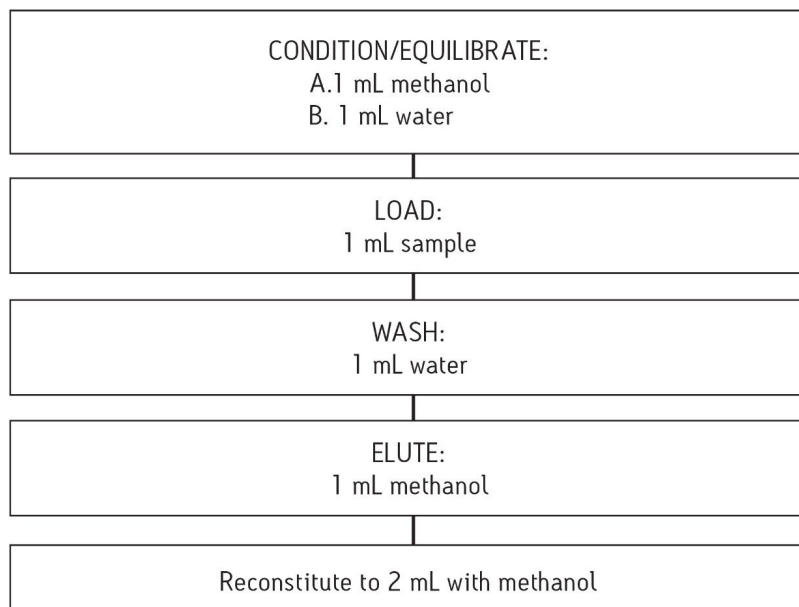 CONDITION/EQUILIBRATE:
A.1 mL methanol
B. 1 mL water
LOAD:
1 mL sample
WASH:
1 mL water
ELUTE:
1 mL methanol
Reconstitute to 2 mL with methanol